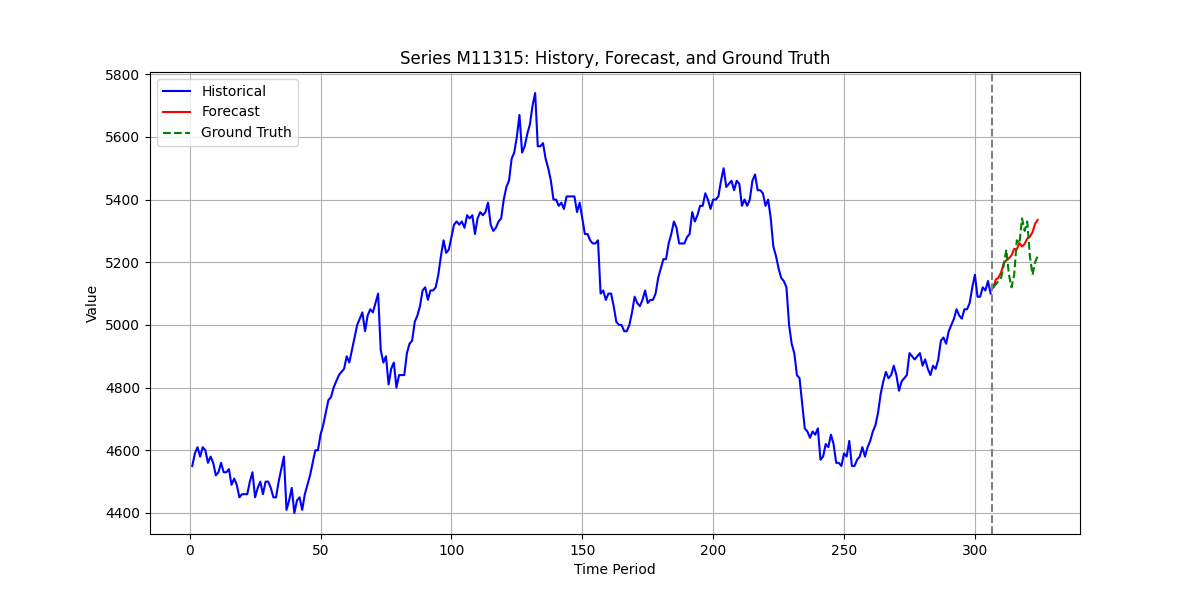 Series M11315: History, Forecast, and Ground Truth
Historical
Forecast
Ground Truth
5800
5600
5400
5200
5000
4800
4600
4400
Value
0 50 100 150 200 250 300
Time Period